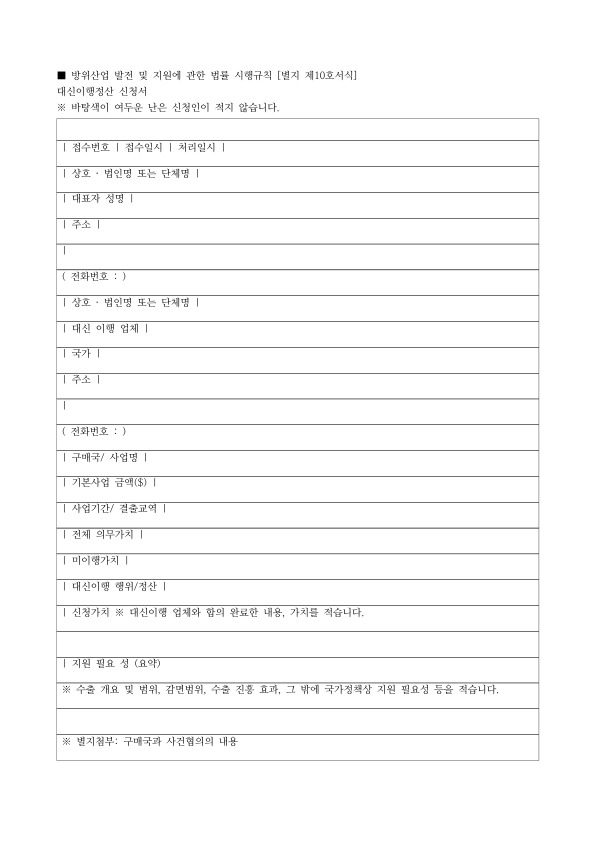 ■ 방위산업 발전 및 지원에 관한 법률 시행규칙 [별지 제10호서식]
대신이행정산 신청서
※ 바탕색이 어두운 난은 신청인이 적지 않습니다.
| 접수번호 | 접수일시 | 처리일시 |
| 상호ㆍ법인명 또는 단체명 |
| 대표자 성명 |
| 주소 |
|
( 전화번호 : )
| 상호ㆍ법인명 또는 단체명 |
| 대신 이행 업체 |
| 국가 |
| 주소 |
|
( 전화번호 : )
| 구매국/ 사업명 |
| 기본사업 금액($) |
| 사업기간/ 절충교역 |
| 전체 의무가치 |
| 미이행가치 |
| 대신이행 행위/정산 |
| 신청가치 ※ 대신이행 업체와 합의 완료한 내용, 가치를 적습니다.
| 지원 필요 성 (요약)
※ 수출 개요 및 범위, 감면범위, 수출 진흥 효과, 그 밖에 국가정책상 지원 필요성 등을 적습니다.
※ 별지첨부: 구매국과 사전협의의 내용